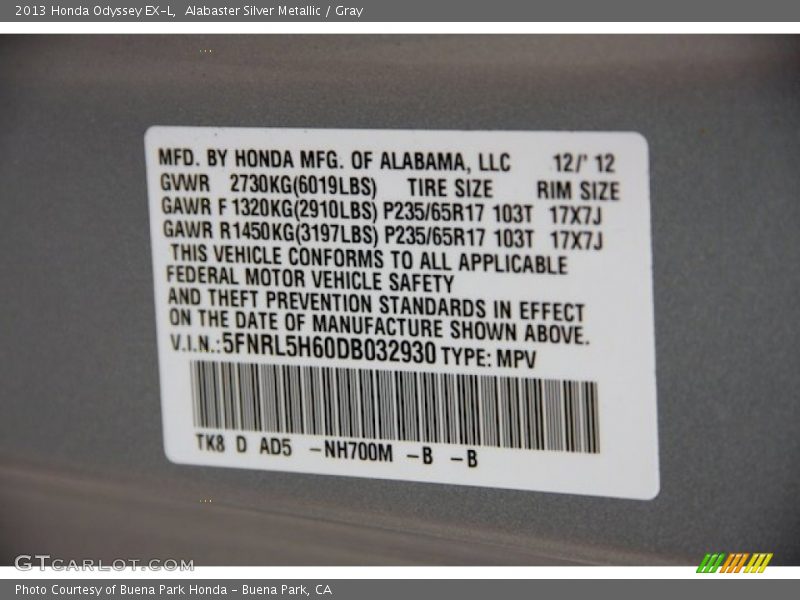 2013 Honda Odyssey EX-L,  Alabaster Silver Metallic / Gray
MFD. BY HONDA MFG. OF ALABAMA, LLC 12/' 12
GVWR 2730KG(6019LBS) TIRE SIZE RIM SIZE
GAWR F 1320KG(2910LBS) P235/65R17 103T 17X7J
GAWR R1450KG(3197LBS) P235/65R17 103T 17X7J
THIS VEHICLE CONFORMS TO ALL APPLICABLE
FEDERAL MOTOR VEHICLE SAFETY
AND THEFT PREVENTION STANDARDS IN EFFECT
ON THE DATE OF MANUFACTURE SHOWN ABOVE.
V.I.N.:5FNRL5H60DB032930 TYPE: MPV
TK8 D AD5 -NH700M -B -B
GTCARLOT.COM
Photo Courtesy of Buena Park Honda - Buena Park, CA